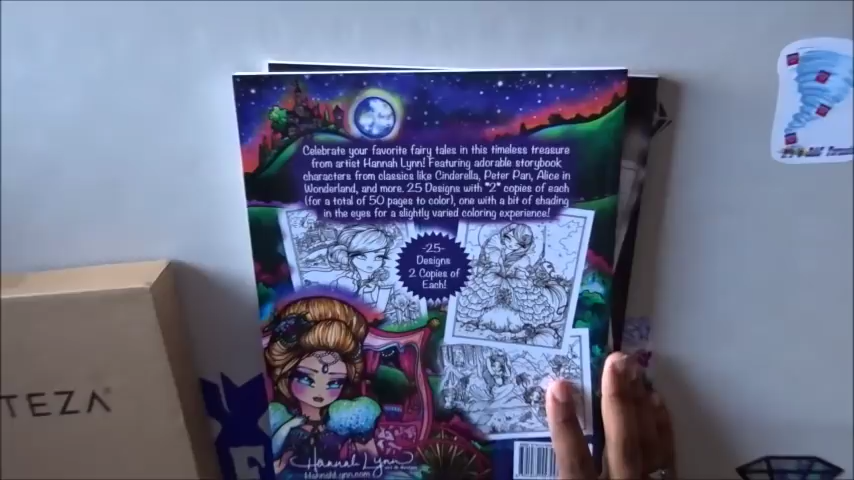 Celebrate your favorite fairy tales in this timeless treasure
from artist Hannah Lynn! Featuring adorable storybook
characters from classics like Cinderella, Peter Pan, Alice in
Wonderland, and more. 25 Designs with *2* copies of each
(for a total of 50 pages to color), one with a bit of shading
in the eyes for a slightly varied coloring experience!
-25-
Designs
2 Copies of
Each!
TEZA
Hannah Lynn
HannahLynn.com